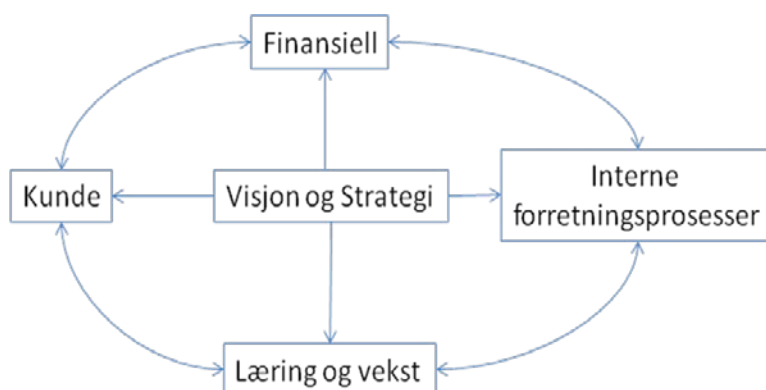 Finansiell
Kunde
Visjon og Strategi
Interne
forretningsprosesser
Læring og vekst